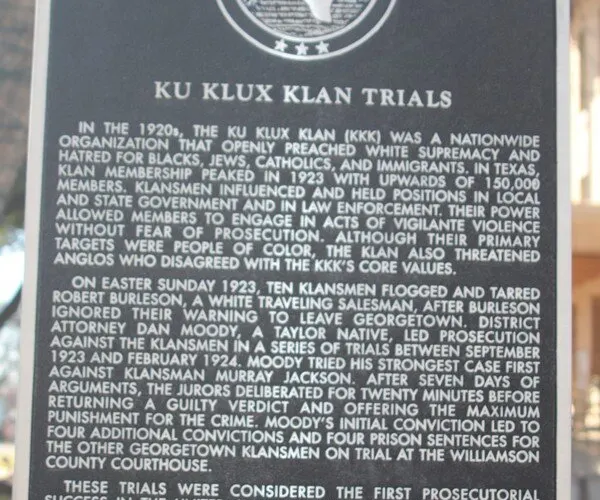 KU KLUX KLAN TRIALS
IN THE 1920s, THE KU KLUX KLAN (KKK) WAS A NATIONWIDE
ORGANIZATION THAT OPENLY PREACHED WHITE SUPREMACY AND
HATRED FOR BLACKS, JEWS, CATHOLICS, AND IMMIGRANTS. IN TEXAS,
KLAN MEMBERSHIP PEAKED IN 1923 WITH UPWARDS OF 150,000
MEMBERS. KLANSMEN INFLUENCED AND HELD POSITIONS IN LOCAL
AND STATE GOVERNMENT AND IN LAW ENFORCEMENT. THEIR POWER
ALLOWED MEMBERS TO ENGAGE IN ACTS OF VIGILANTE VIOLENCE
WITHOUT FEAR OF PROSECUTION. ALTHOUGH THEIR PRIMARY
TARGETS WERE PEOPLE OF COLOR, THE KLAN ALSO THREATENED
ANGLOS WHO DISAGREED WITH THE KKK'S CORE VALUES.
ON EASTER SUNDAY 1923, TEN KLANSMEN FLOGGED AND TARRED
ROBERT BURLESON, A WHITE TRAVELING SALESMAN, AFTER BURLESON
IGNORED THEIR WARNING TO LEAVE GEORGETOWN. DISTRICT
ATTORNEY DAN MOODY, A TAYLOR NATIVE, LED PROSECUTION
AGAINST THE KLANSMEN IN A SERIES OF TRIALS BETWEEN SEPTEMBER
1923 AND FEBRUARY 1924. MOODY TRIED HIS STRONGEST CASE FIRST
AGAINST KLANSMAN MURRAY JACKSON. AFTER SEVEN DAYS OF
ARGUMENTS, THE JURORS DELIBERATED FOR TWENTY MINUTES BEFORE
RETURNING A GUILTY VERDICT AND OFFERING THE MAXIMUM
PUNISHMENT FOR THE CRIME. MOODY'S INITIAL CONVICTION LED TO
FOUR ADDITIONAL CONVICTIONS AND FOUR PRISON SENTENCES FOR
THE OTHER GEORGETOWN KLANSMEN ON TRIAL AT THE WILLIAMSON
COUNTY COURTHOUSE.
THESE TRIALS WERE CONSIDERED THE FIRST PROSECUTORIAL
SUCCESS IN THE